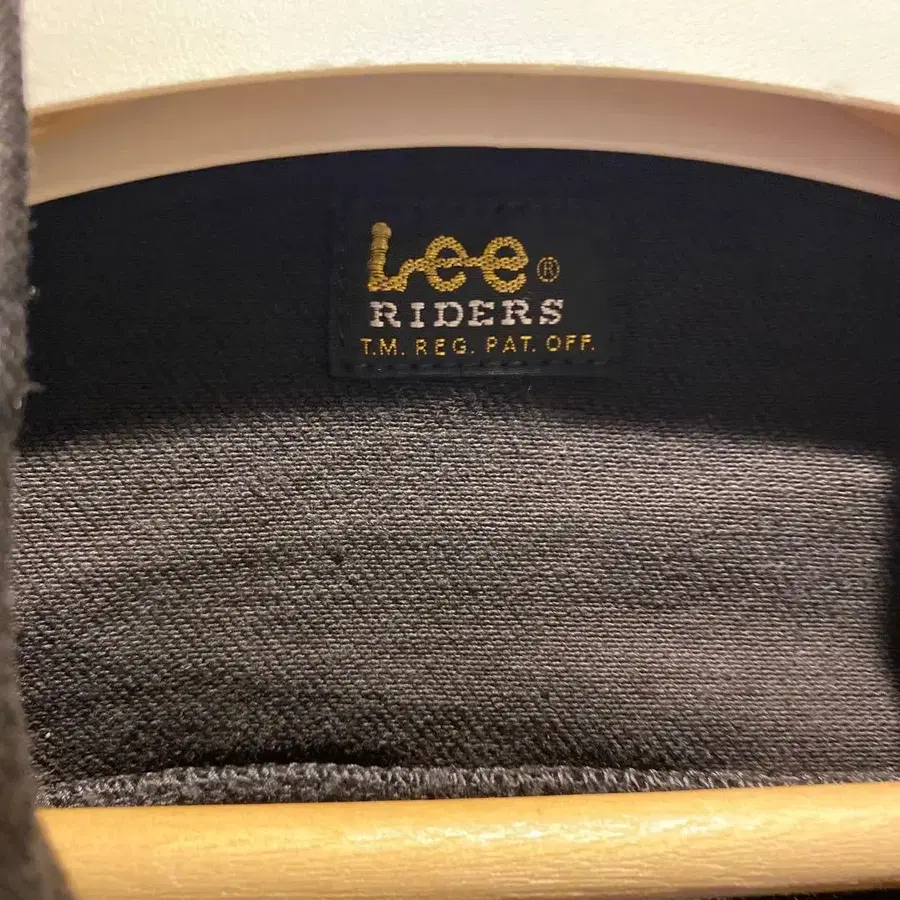 Lee®
RIDERS
T.M. REG. PAT. OFF.